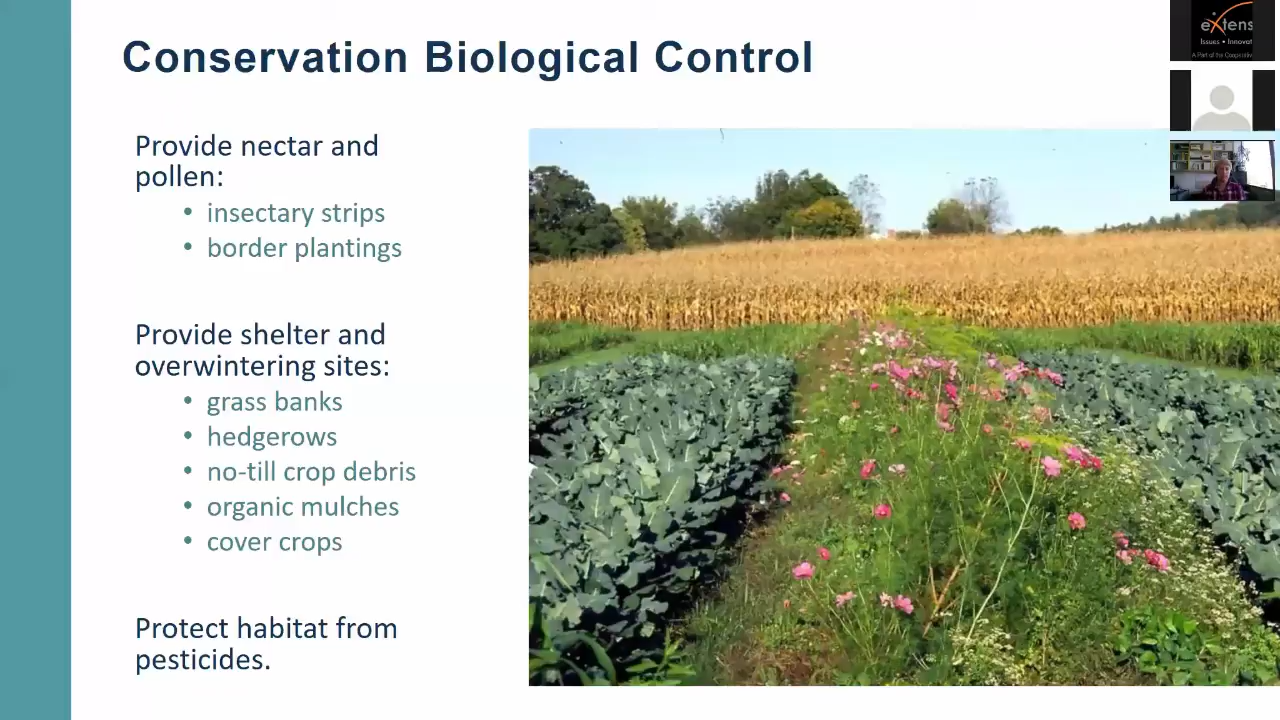 Conservation Biological Control
Provide nectar and
pollen:
• insectary strips
• border plantings
Provide shelter and
overwintering sites:
• grass banks
• hedgerows
• no-till crop debris
• organic mulches
• cover crops
Protect habitat from
pesticides.
eXtens
Issues • Innovat
A Part of the Cooperativ